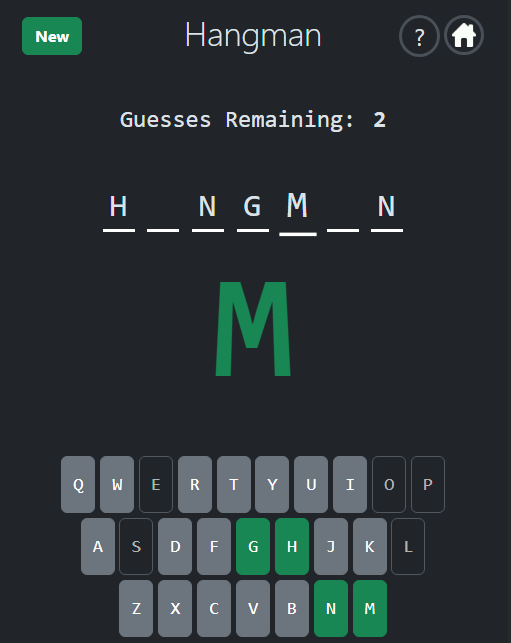 New Hangman ?
Guesses Remaining: 2
H _ N G M _ N
M
Q W E R T Y U I O P
A S D F G H J K L
Z X C V B N M